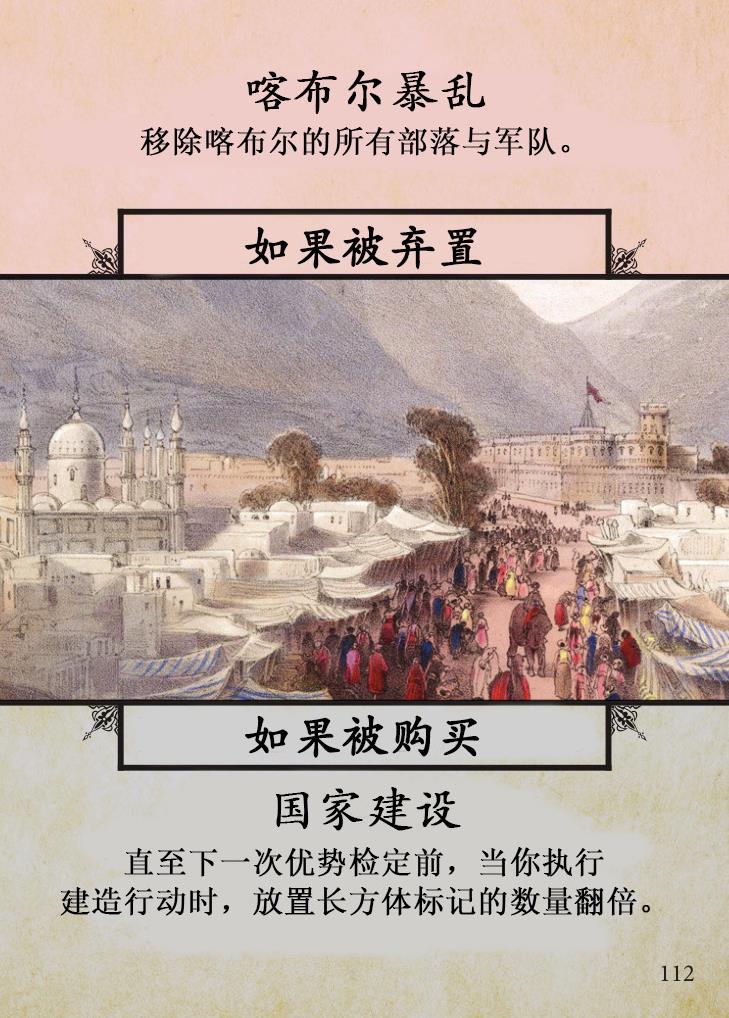 喀布尔暴乱
移除喀布尔的所有部落与军队。
如果被弃置
如果被购买
国家建设
直至下一次优势检定前，当你执行
建造行动时，放置长方体标记的数量翻倍。
112